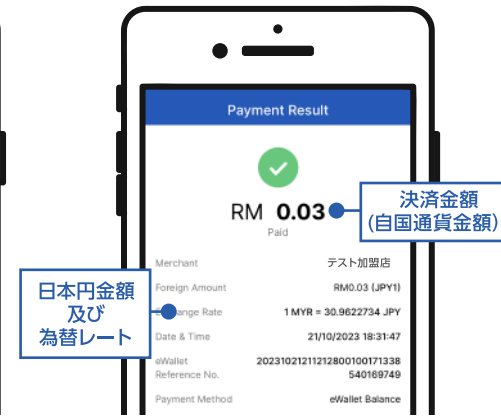 Payment Result
RM 0.03
Paid
決済金額
(自国通貨金額)
Merchant テスト加盟店
Foreign Amount RM0.03 (JPY1)
日本円金額
及び
為替レート
ange Rate 1 MYR = 30.9622734 JPY
Date & Time 21/10/2023 18:31:47
eWallet
Reference No.
20231021211212800100171338
540169749
Payment Method eWallet Balance